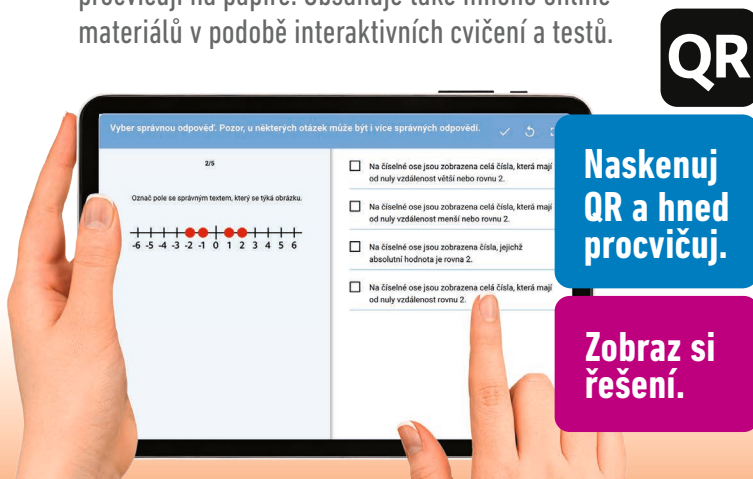 procvičují na papíře. Obsahuje také mnoho online
materiálů v podobě interaktivních cvičení a testů.
QR
Vyber správnou odpověď. Pozor, u některých otázek může být i více správných odpovědí.
2/5
Označ pole se správným textem, který se týká obrázku.
-6 -5 -4 -3 -2 -1 0 1 2 3 4 5 6
Na číselné ose jsou zobrazena celá čísla, která mají
od nuly vzdálenost větší nebo rovnu 2.
Na číselné ose jsou zobrazena celá čísla, která mají
od nuly vzdálenost menší nebo rovnu 2.
Na číselné ose jsou zobrazena čísla, jejichž
absolutní hodnota je rovna 2.
Na číselné ose jsou zobrazena celá čísla, která mají
od nuly vzdálenost rovnu 2.
Naskenuj
QR a hned
procvičuj.
Zobraz si
řešení.